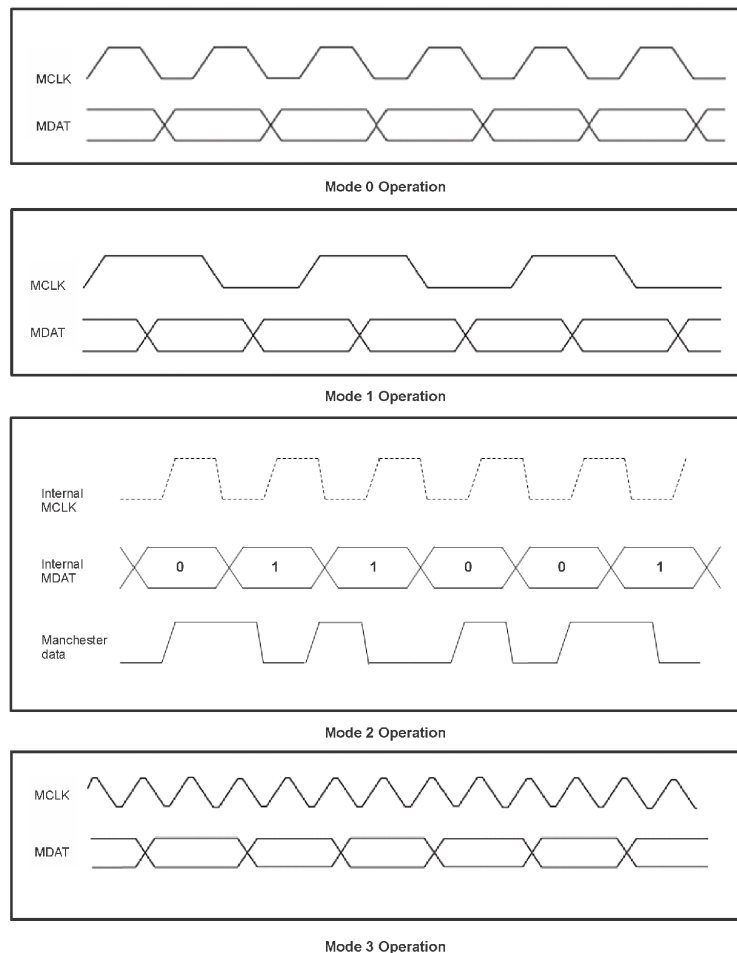 MCLK
MDAT
Mode 0 Operation
MCLK
MDAT
Mode 1 Operation
Internal
MCLK
Internal
MDAT
0 1 1 0 0 1
Manchester
data
Mode 2 Operation
MCLK
MDAT
Mode 3 Operation